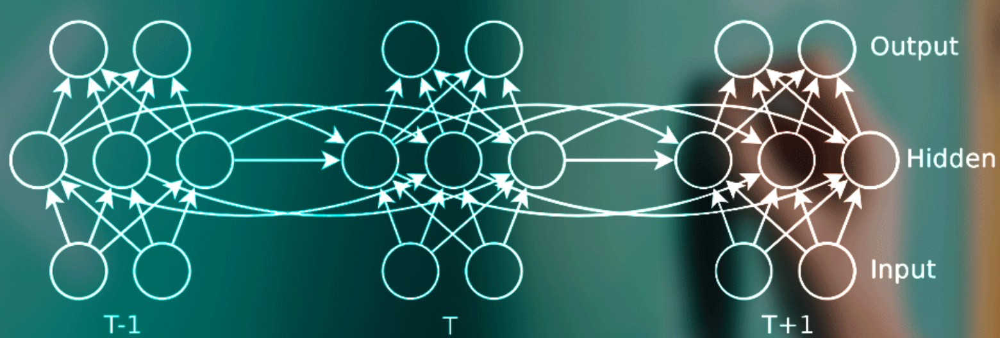 Output
Hidden
Input
T-1
T
T+1